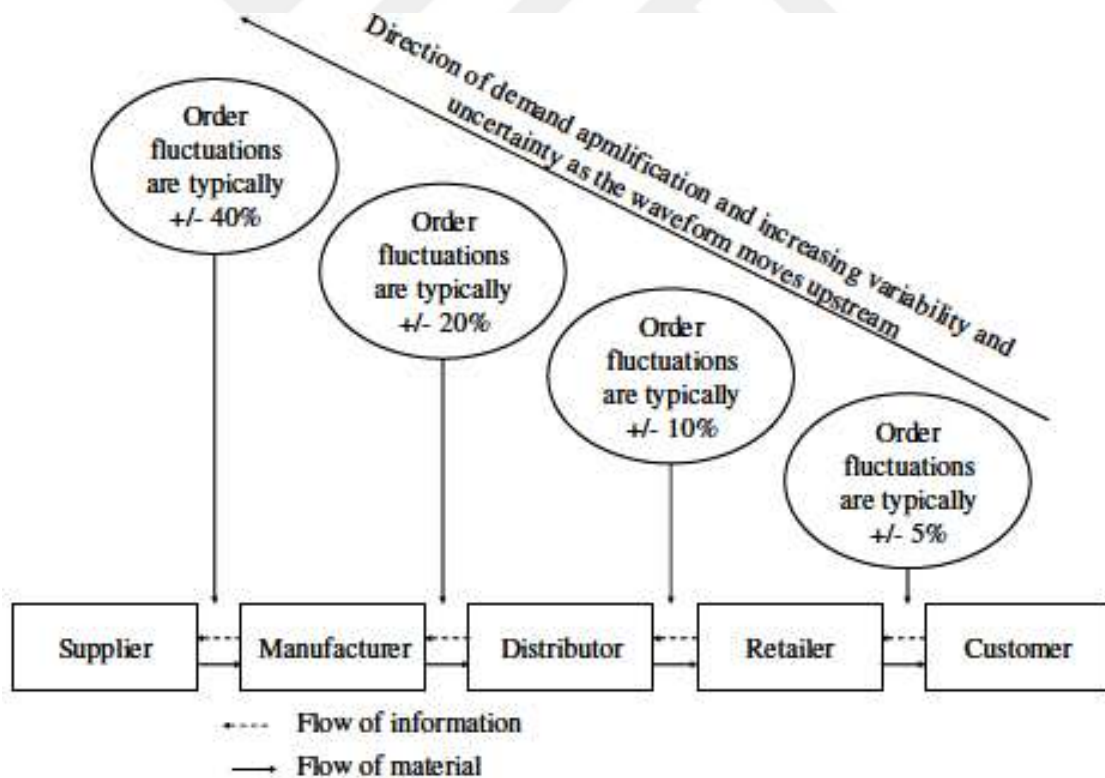 Direction of demand apmlification and increasing variability and
uncertainty as the waveform moves upstream
Order
fluctuations
are typically
+/- 40%
Order
fluctuations
are typically
+/- 20%
Order
fluctuations
are typically
+/- 10%
Order
fluctuations
are typically
+/- 5%
Supplier
Manufacturer
Distributor
Retailer
Customer
Flow of information
Flow of material